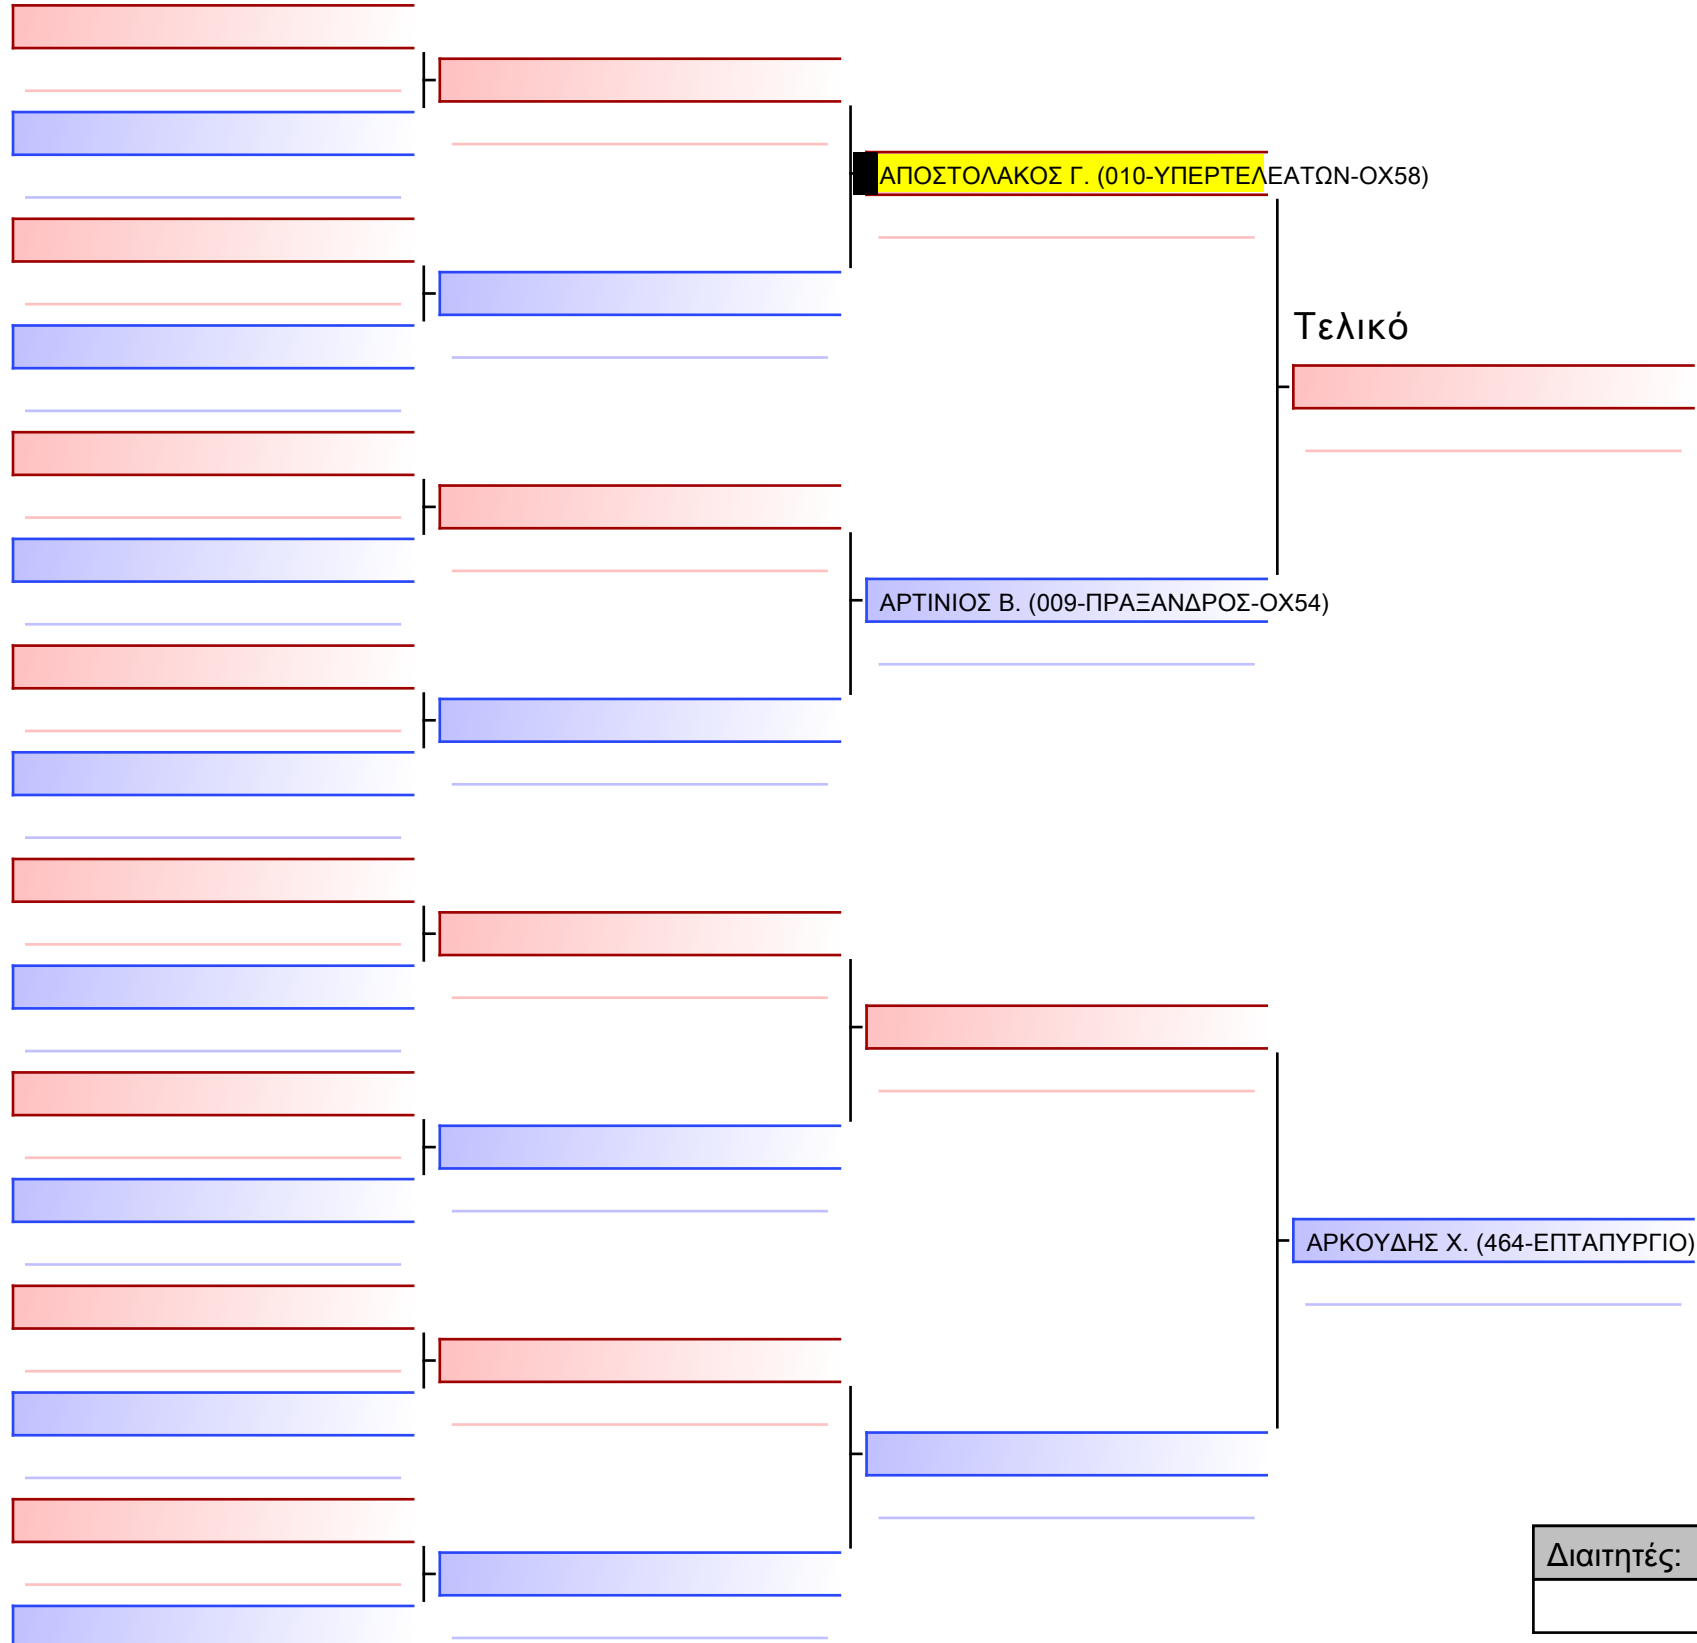 ΑΠΟΣΤΟΛΑΚΟΣ Γ. (010-ΥΠΕΡΤΕΛΕΑΤΩΝ-ΟΧ58)
Τελικό
ΑΡΤΙΝΙΟΣ Β. (009-ΠΡΑΞΑΝΔΡΟΣ-ΟΧ54)
ΑΡΚΟΥΔΗΣ Χ. (464-ΕΠΤΑΠΥΡΓΙΟ)
Διαιτητές: